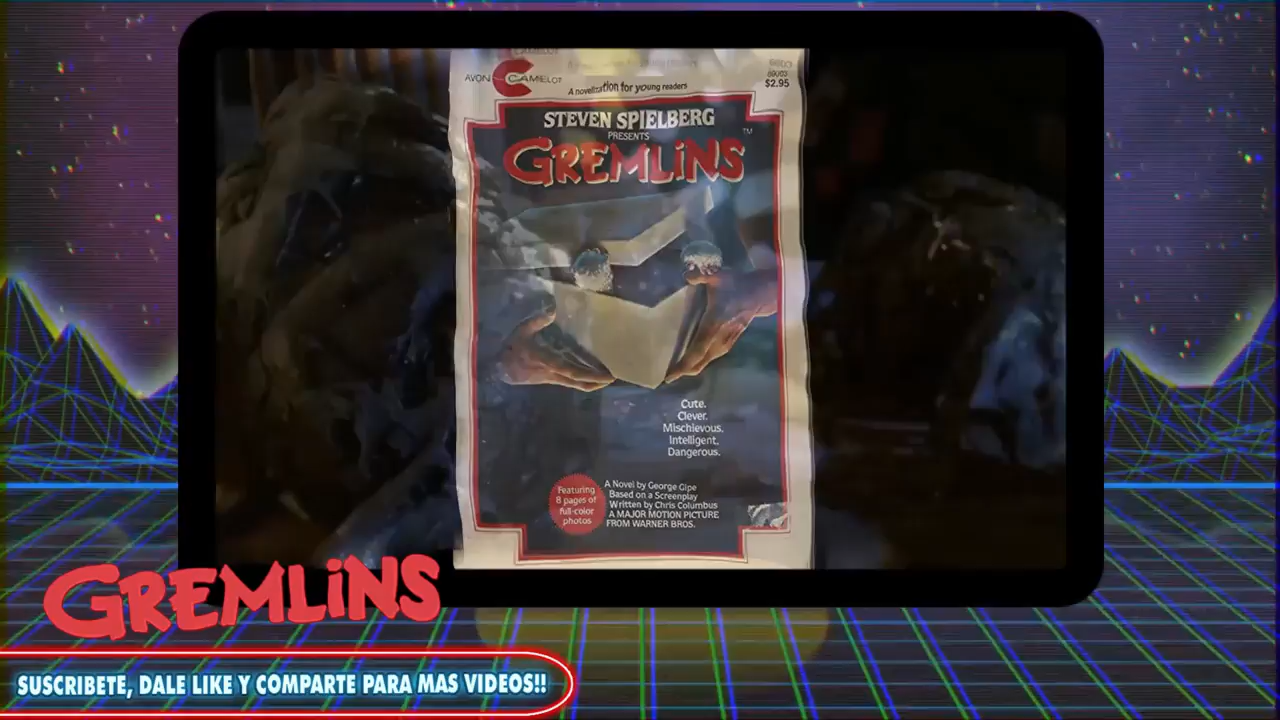 AVON CAMELOT
A novelization for young readers
89003
$2.95
STEVEN SPIELBERG
PRESENTS
GREMLiNS
TM
Cute.
Clever.
Mischievous.
Intelligent.
Dangerous.
Featuring
8 pages of
full-color
photos
A Novel by George Gipe
Based on a Screenplay
Written by Chris Columbus
A MAJOR MOTION PICTURE
FROM WARNER BROS.
GREMLiNS
SUSCRIBETE, DALE LIKE Y COMPARTE PARA MAS VIDEOS!!